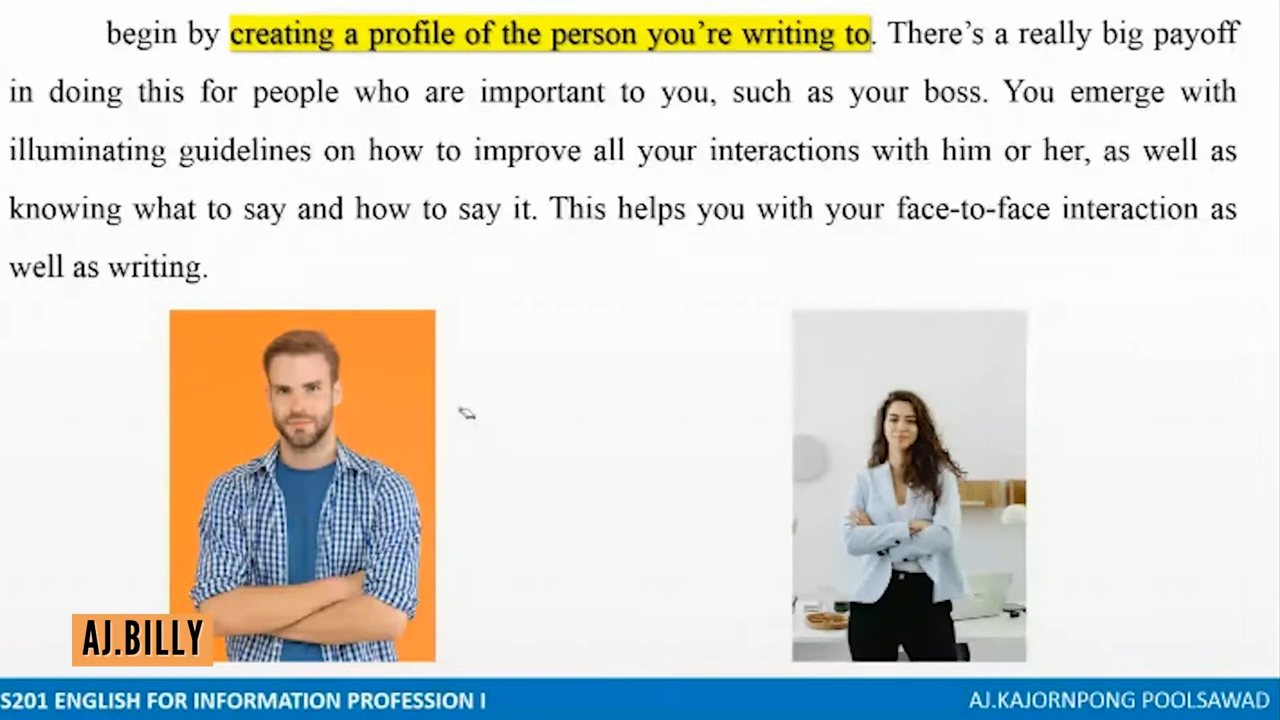 begin by creating a profile of the person you're writing to. There's a really big payoff
in doing this for people who are important to you, such as your boss. You emerge with
illuminating guidelines on how to improve all your interactions with him or her, as well as
knowing what to say and how to say it. This helps you with your face-to-face interaction as
well as writing.
AJ.BILLY
S201 ENGLISH FOR INFORMATION PROFESSION I
AJ.KAJORNPONG POOLSAWAD